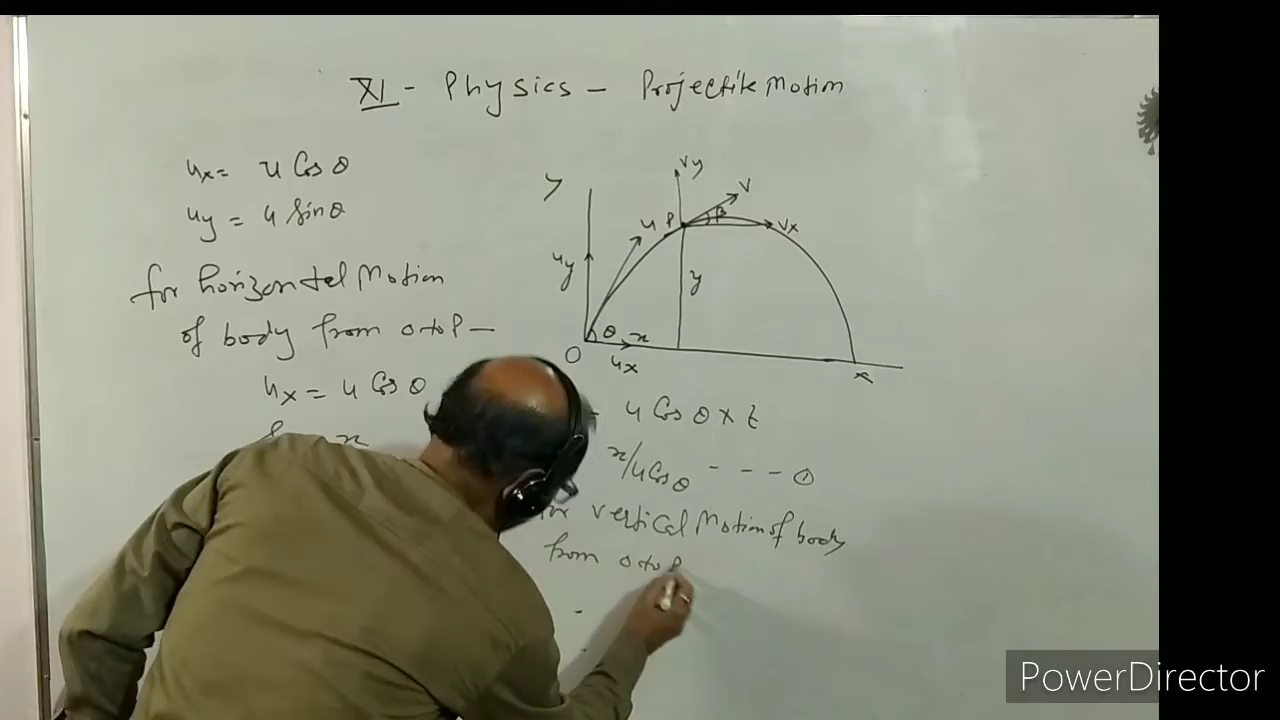 XI - Physics - Projectile Motion
ux = u Cos θ
uy = u Sin θ
for horizontal Motion
of body from O to P -
ux = u Cos θ
x
y
uy
u
P
vy
v
β
vx
y
θ
x
O
ux
x
u Cos θ x t
x/u Cos θ - - - - ①
for vertical Motion of body
from O to P
PowerDirector